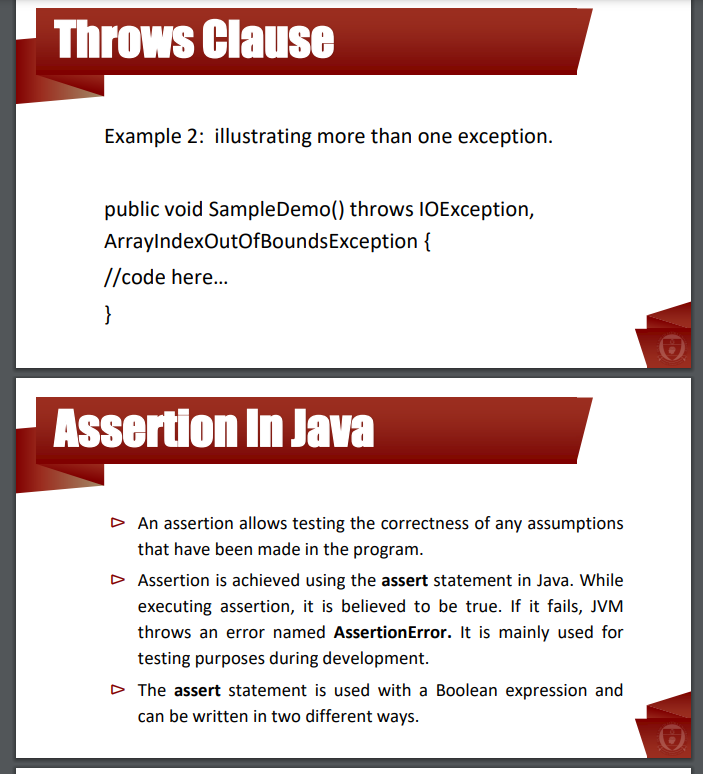 Throws Clause
Example 2:  illustrating more than one exception.
public void SampleDemo() throws IOException,
ArrayIndexOutOfBoundsException {
//code here…
}
Assertion In Java
An assertion allows testing the correctness of any assumptions
that have been made in the program.
Assertion is achieved using the assert statement in Java. While
executing assertion, it is believed to be true. If it fails, JVM
throws an error named AssertionError. It is mainly used for
testing purposes during development.
The assert statement is used with a Boolean expression and
can be written in two different ways.